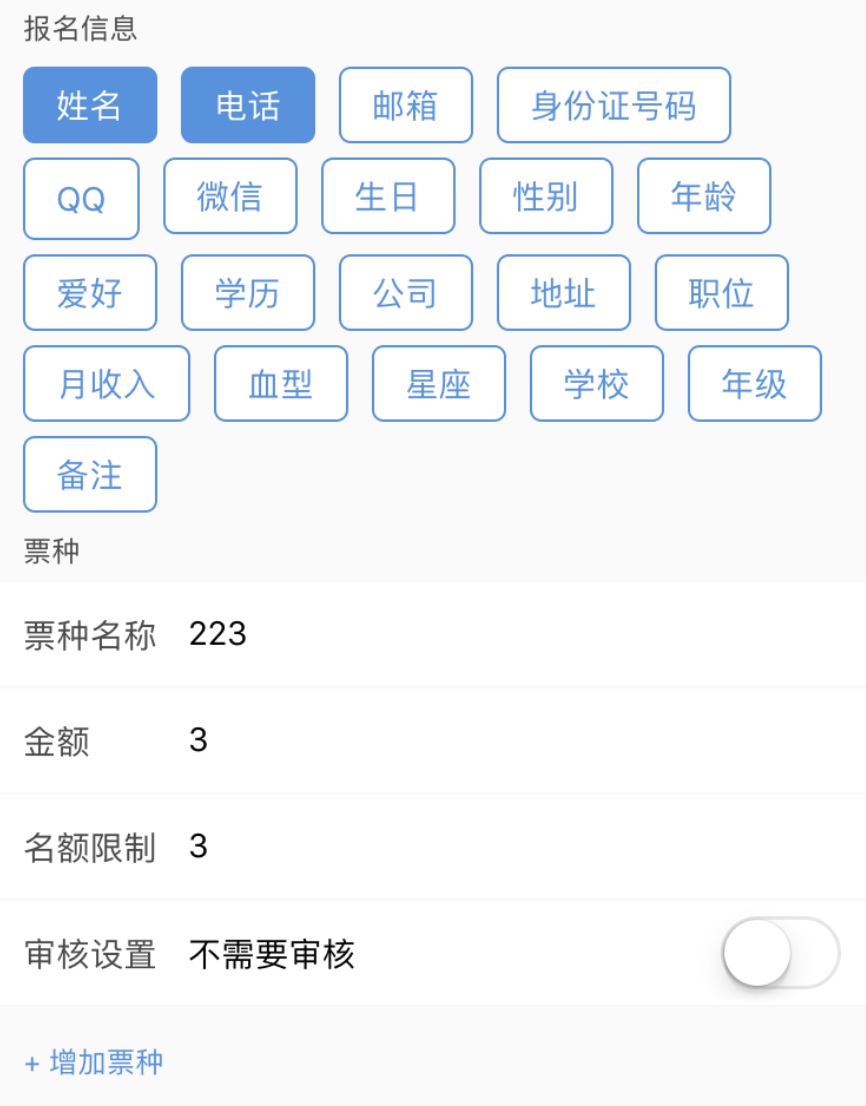 报名信息
姓名 电话 邮箱 身份证号码
QQ 微信 生日 性别 年龄
爱好 学历 公司 地址 职位
月收入 血型 星座 学校 年级
备注
票种
票种名称 223
金额 3
名额限制 3
审核设置 不需要审核
+ 增加票种